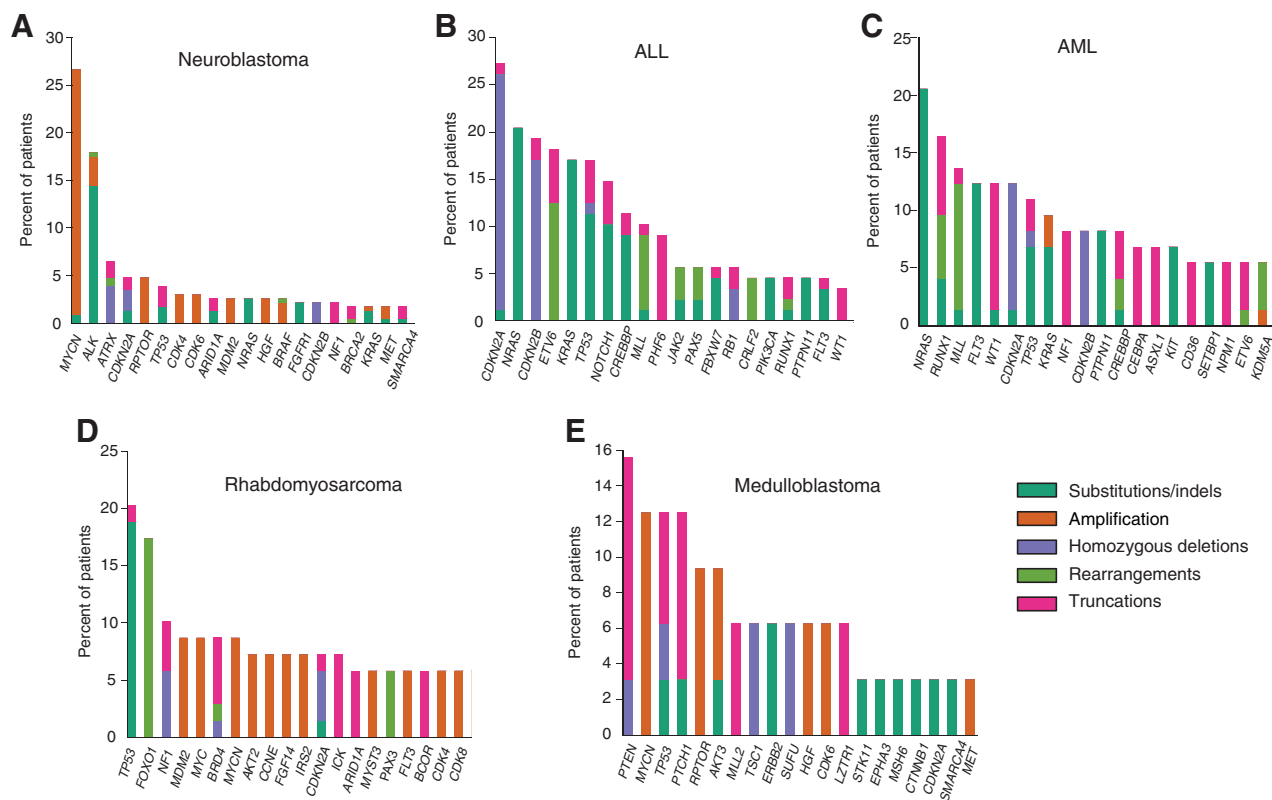 A
Neuroblastoma
Percent of patients
30
25
20
15
10
5
0
MYCN
ALK
ATRX
CDKN2A
RPTOR
TP53
CDK4
CDK6
ARID1A
MDM2
NRAS
HGF
BRAF
FGFR1
CDKN2B
NF1
BRCA2
KRAS
MET
SMARCA4
B
ALL
Percent of patients
30
25
20
15
10
5
0
CDKN2A
NRAS
CDKN2B
ETV6
KRAS
TP53
NOTCH1
CREBBP
MLL
PHF6
JAK2
PAX5
FBXW7
RB1
CRLF2
PIK3CA
RUNX1
PTPN11
FLT3
WT1
C
AML
Percent of patients
25
20
15
10
5
0
NRAS
RUNX1
MLL
FLT3
WT1
CDKN2A
TP53
KRAS
NF1
CDKN2B
PTPN11
CREBBP
CEBPA
ASXL1
KIT
CD36
SETBP1
NPM1
ETV6
KDM5A
D
Rhabdomyosarcoma
Percent of patients
25
20
15
10
5
0
TP53
FOXO1
NF1
MDM2
MYC
BRD4
MYCN
AKT2
CCNE
FGF14
IRS2
CDKN2A
ICK
ARID1A
MYST3
PAX3
FLT3
BCOR
CDK4
CDK8
E
Medulloblastoma
Percent of patients
16
14
12
10
8
6
4
2
0
PTEN
MYCN
TP53
PTCH1
RPTOR
AKT3
MLL2
TSC1
ERBB2
SUFU
HGF
CDK6
LZTR1
STK11
EPHA3
MSH6
CTNNB1
CDKN2A
SMARCA4
MET
Substitutions/indels
Amplification
Homozygous deletions
Rearrangements
Truncations